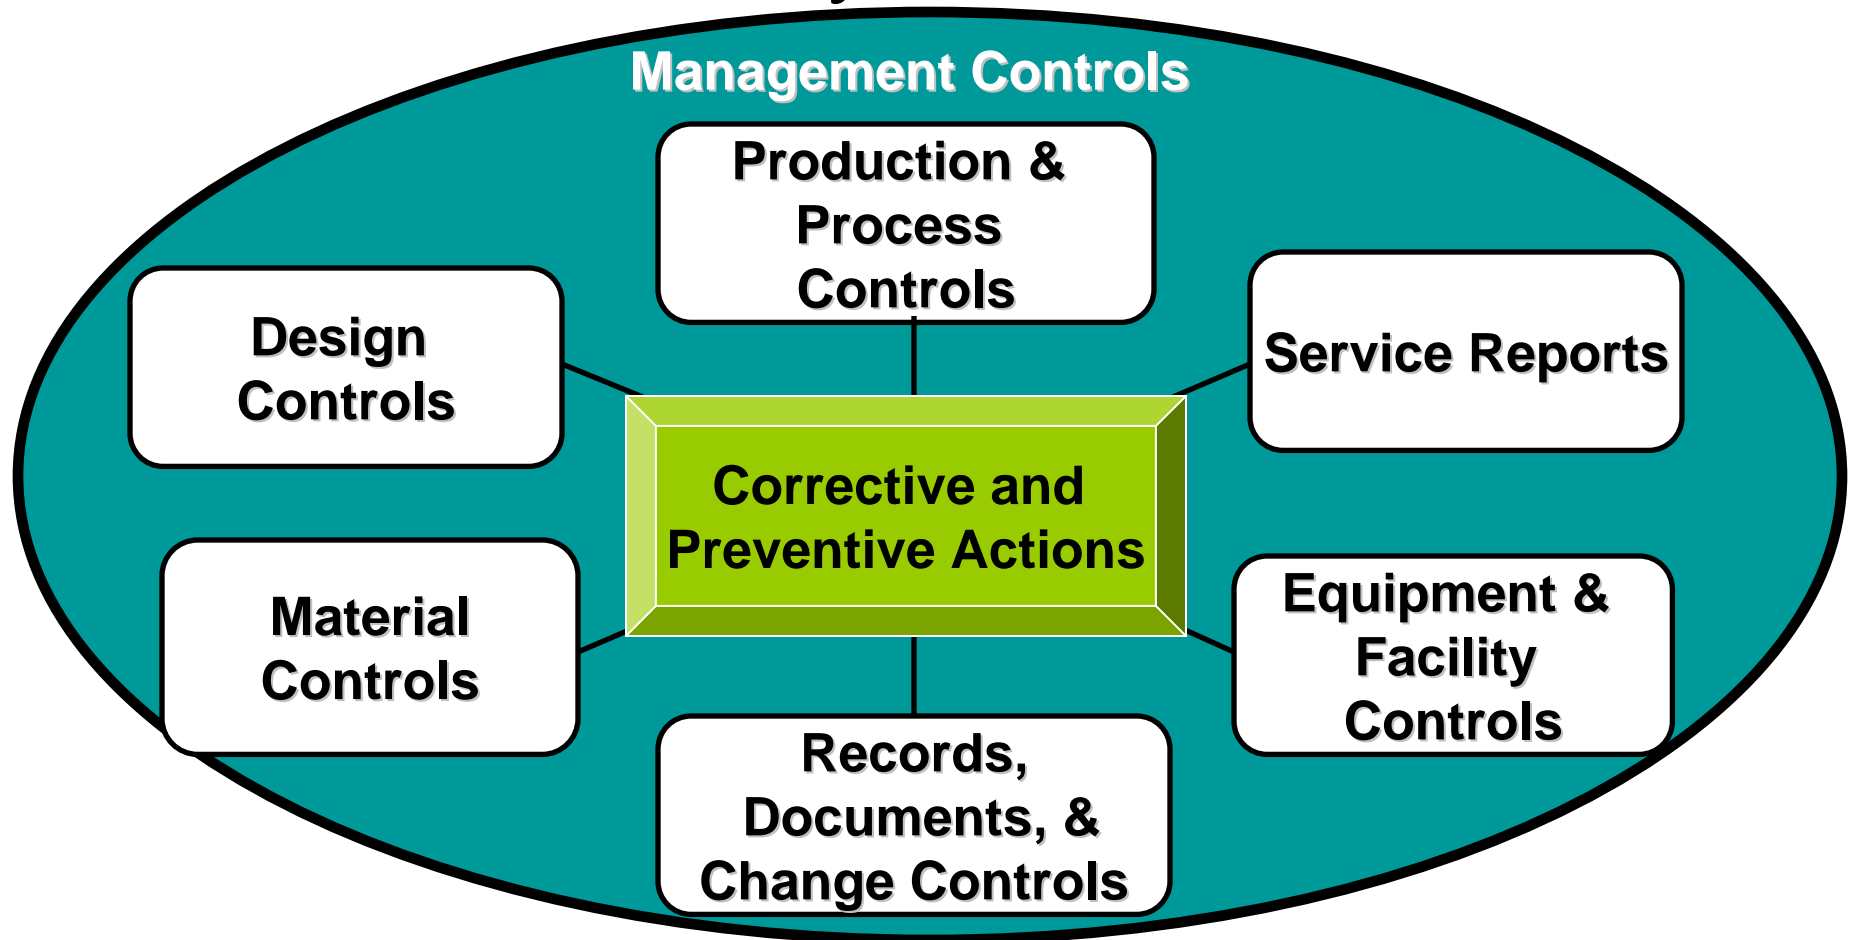 Management Controls
Production &
Process
Controls
Design
Controls
Service Reports
Corrective and
Preventive Actions
Material
Controls
Equipment &
Facility
Controls
Records,
Documents, &
Change Controls